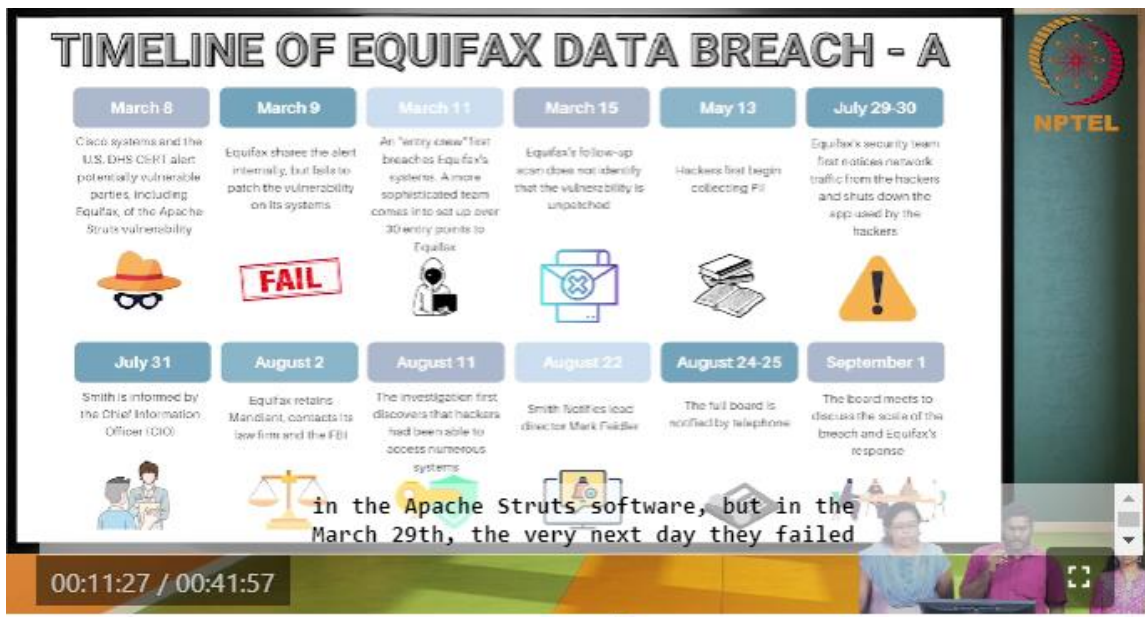 TIMELINE OF EQUIFAX DATA BREACH - A
NPTEL
March 8
Cisco systems and the
U.S. DHS CERT alert
potentially vulnerable
parties, including
Equifax, of the Apache
Struts vulnerability
March 9
Equifax shares the alert
internally, but fails to
patch the vulnerability
on its systems
FAIL
March 11
An "entry crew" first
breaches Equifax's
systems. A more
sophisticated team
comes into set up over
30 entry points to
Equifax
March 15
Equifax's follow-up
scan does not identify
that the vulnerability is
unpatched
May 13
Hackers first begin
collecting PII
July 29-30
Equifax's security team
first notices network
traffic from the hackers
and shuts down the
app used by the
hackers
July 31
Smith is informed by
the Chief Information
Officer (CIO)
August 2
Equifax retains
Mandiant, contacts its
law firm and the FBI
August 11
The investigation first
discovers that hackers
had been able to
access numerous
systems
August 22
Smith Notifies lead
director Mark Feidler
August 24-25
The full board is
notified by telephone
September 1
The board meets to
discuss the scale of the
breach and Equifax's
response
in the Apache Struts software, but in the
March 29th, the very next day they failed
00:11:27 / 00:41:57